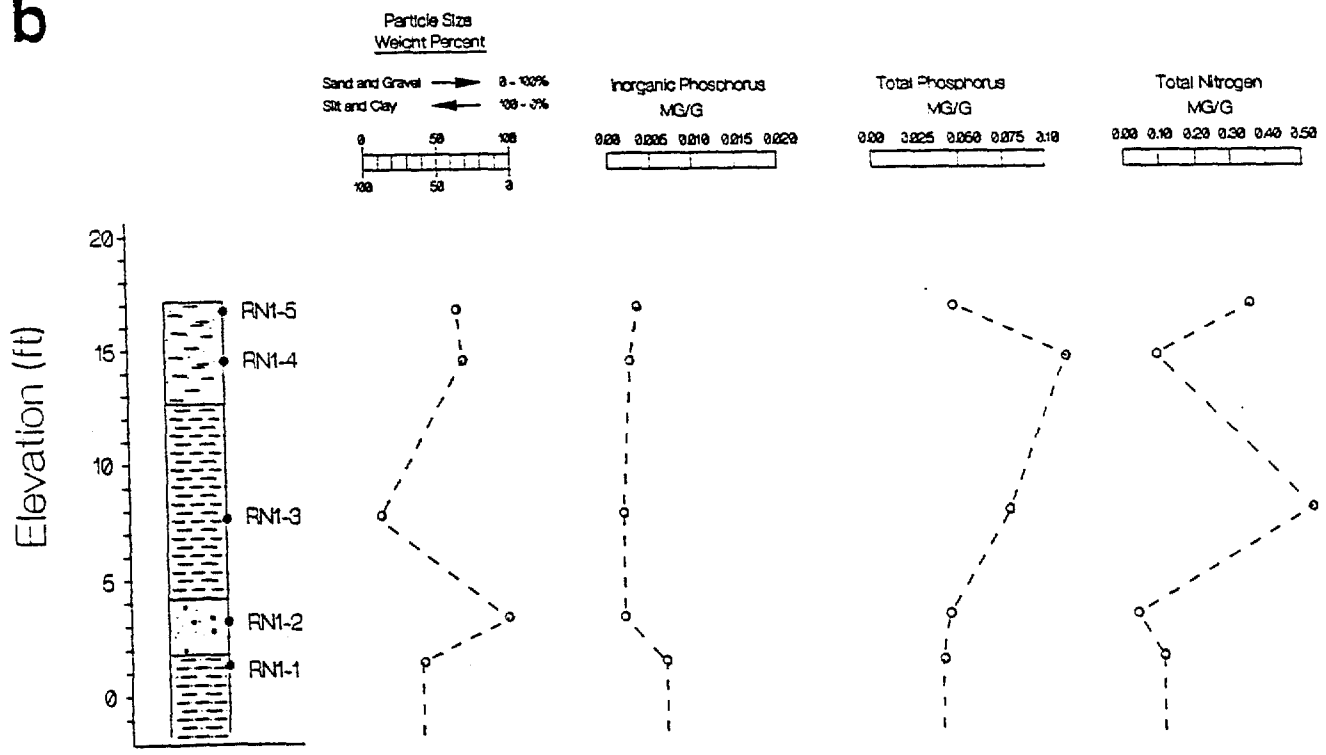 b
Particle Size
Weight Percent
Sand and Gravel 0-100%
Silt and Clay 100-0%
0 50 100
100 50 0
Inorganic Phosphorus
MG/G
0.00 0.005 0.010 0.015 0.020
Total Phosphorus
MG/G
0.00 0.025 0.050 0.075 0.10
Total Nitrogen
MG/G
0.00 0.10 0.20 0.30 0.40 0.50
Elevation (ft)
20
15
10
5
0
RN1-5
RN1-4
RN1-3
RN1-2
RN1-1